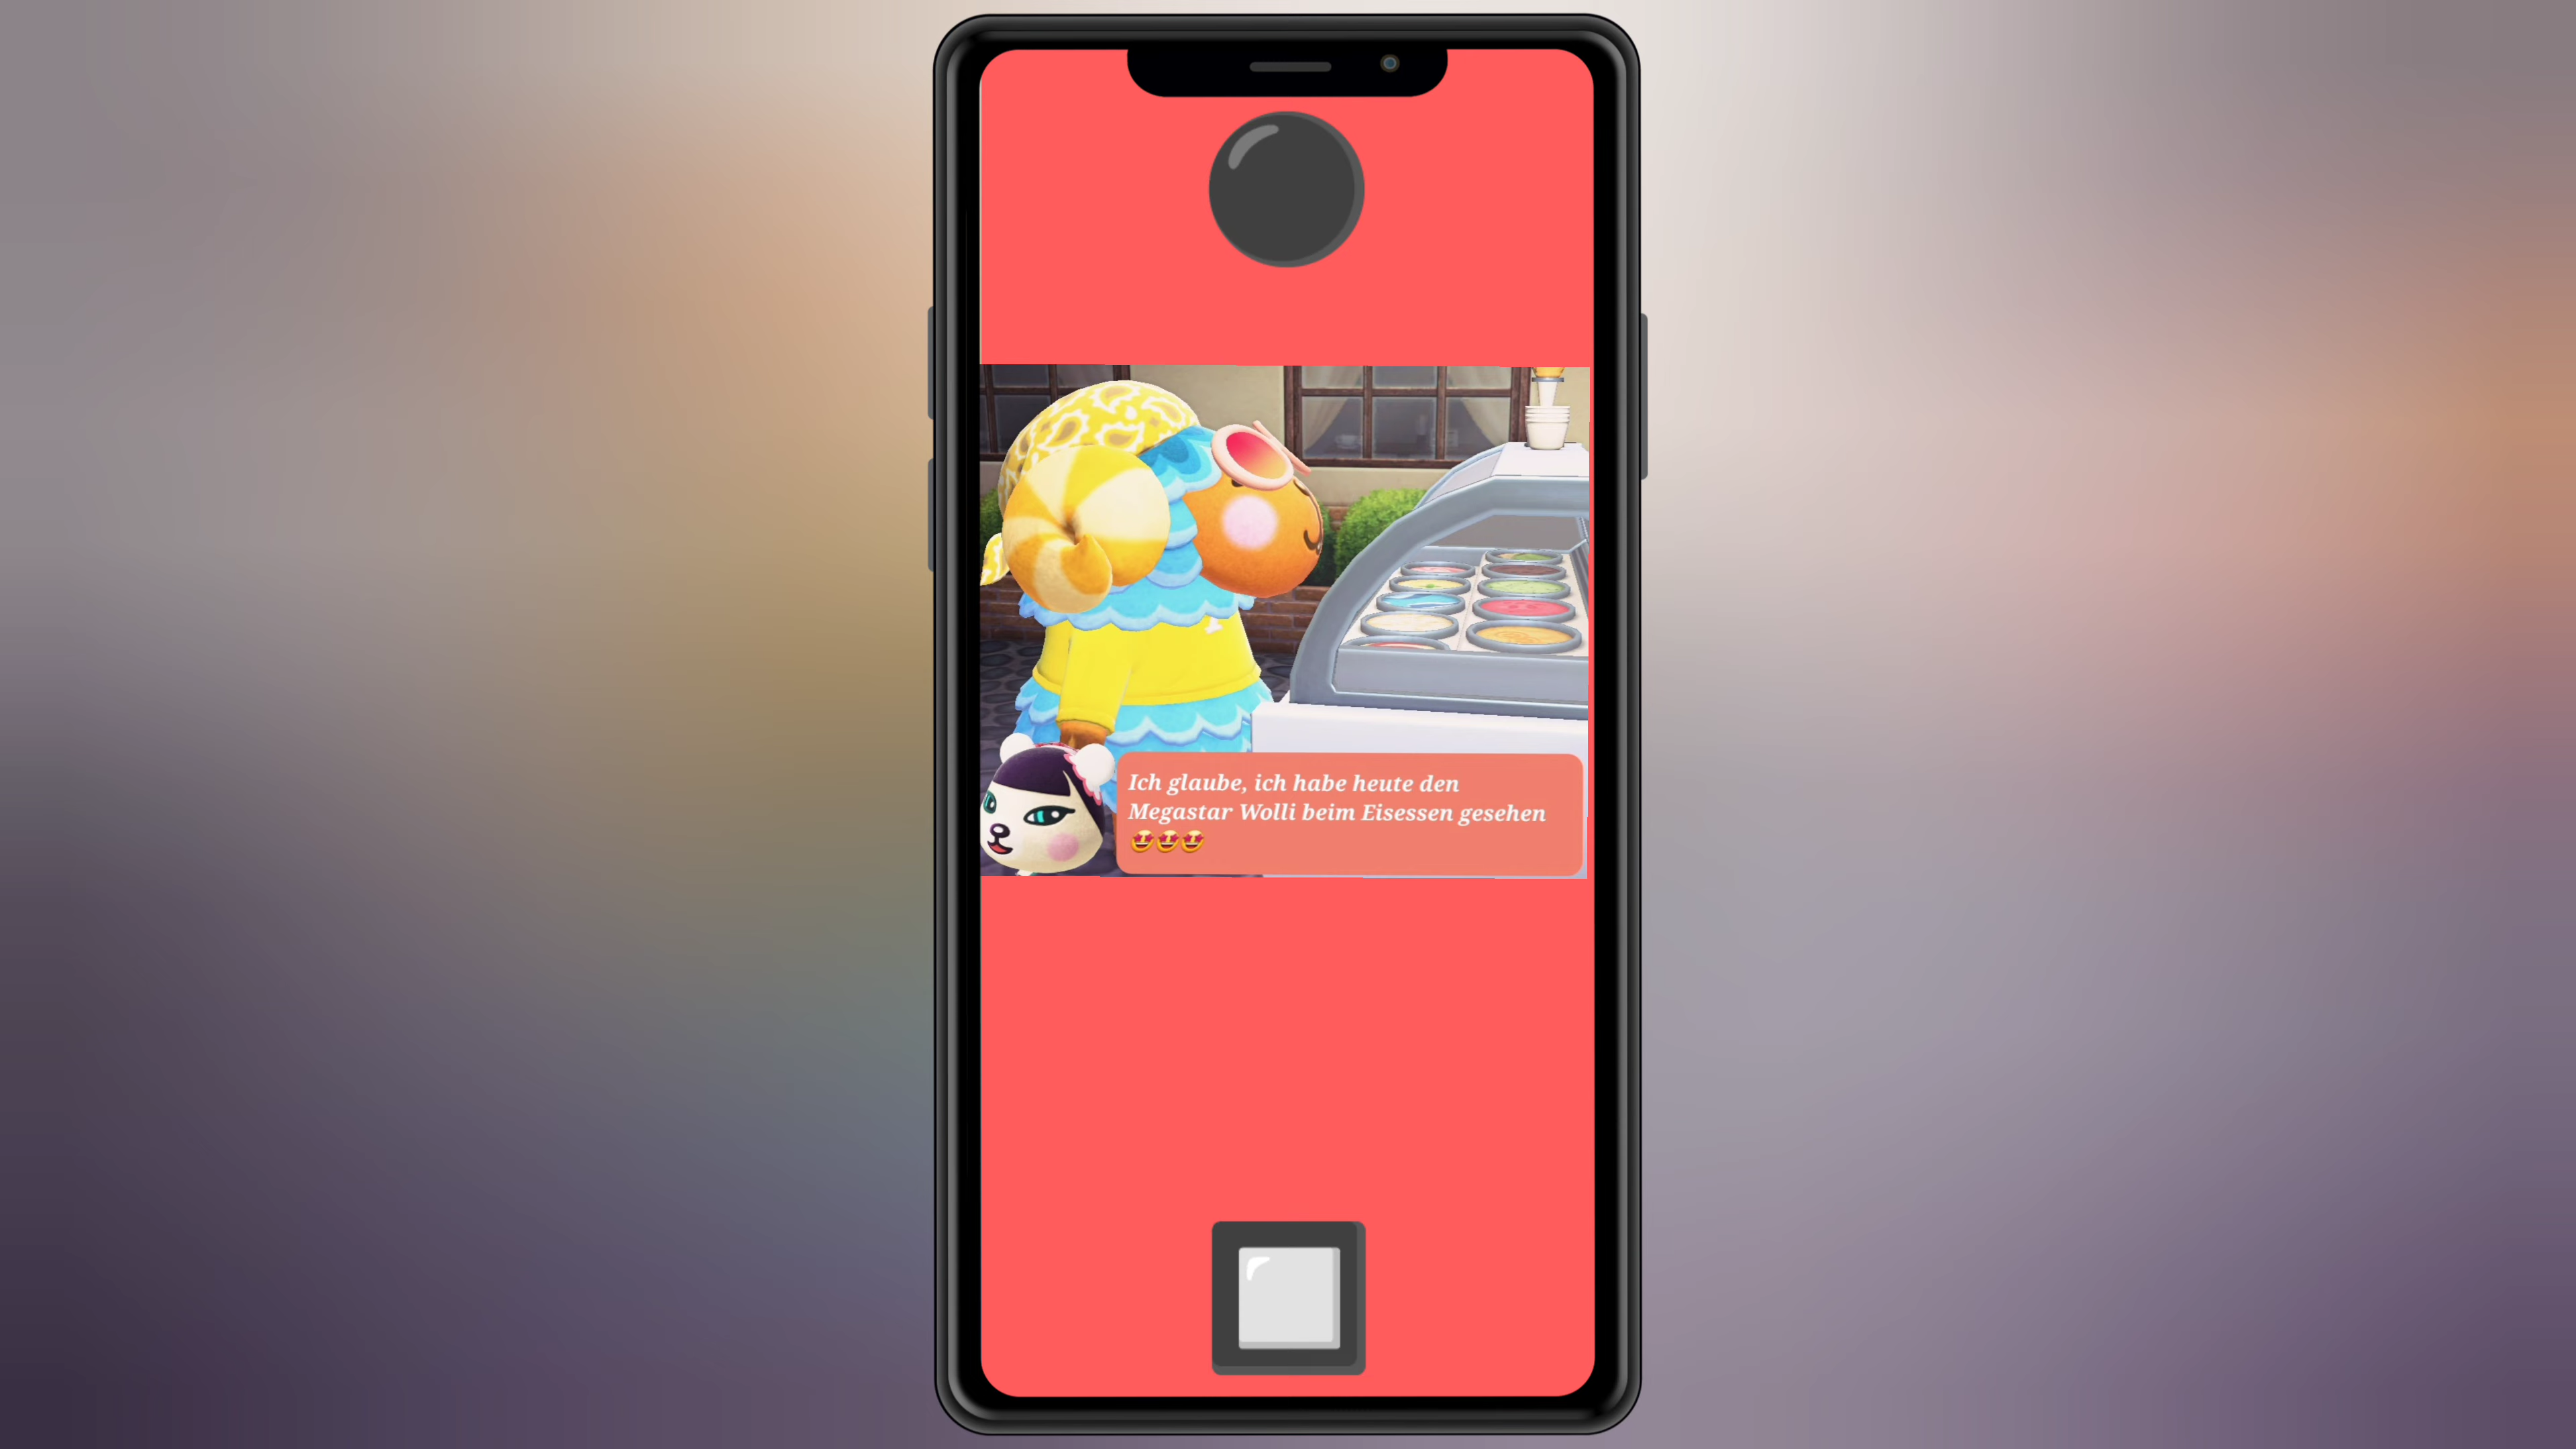 Ich glaube, ich habe heute den
Megastar Wolli beim Eisessen gesehen
🤩🤩🤩